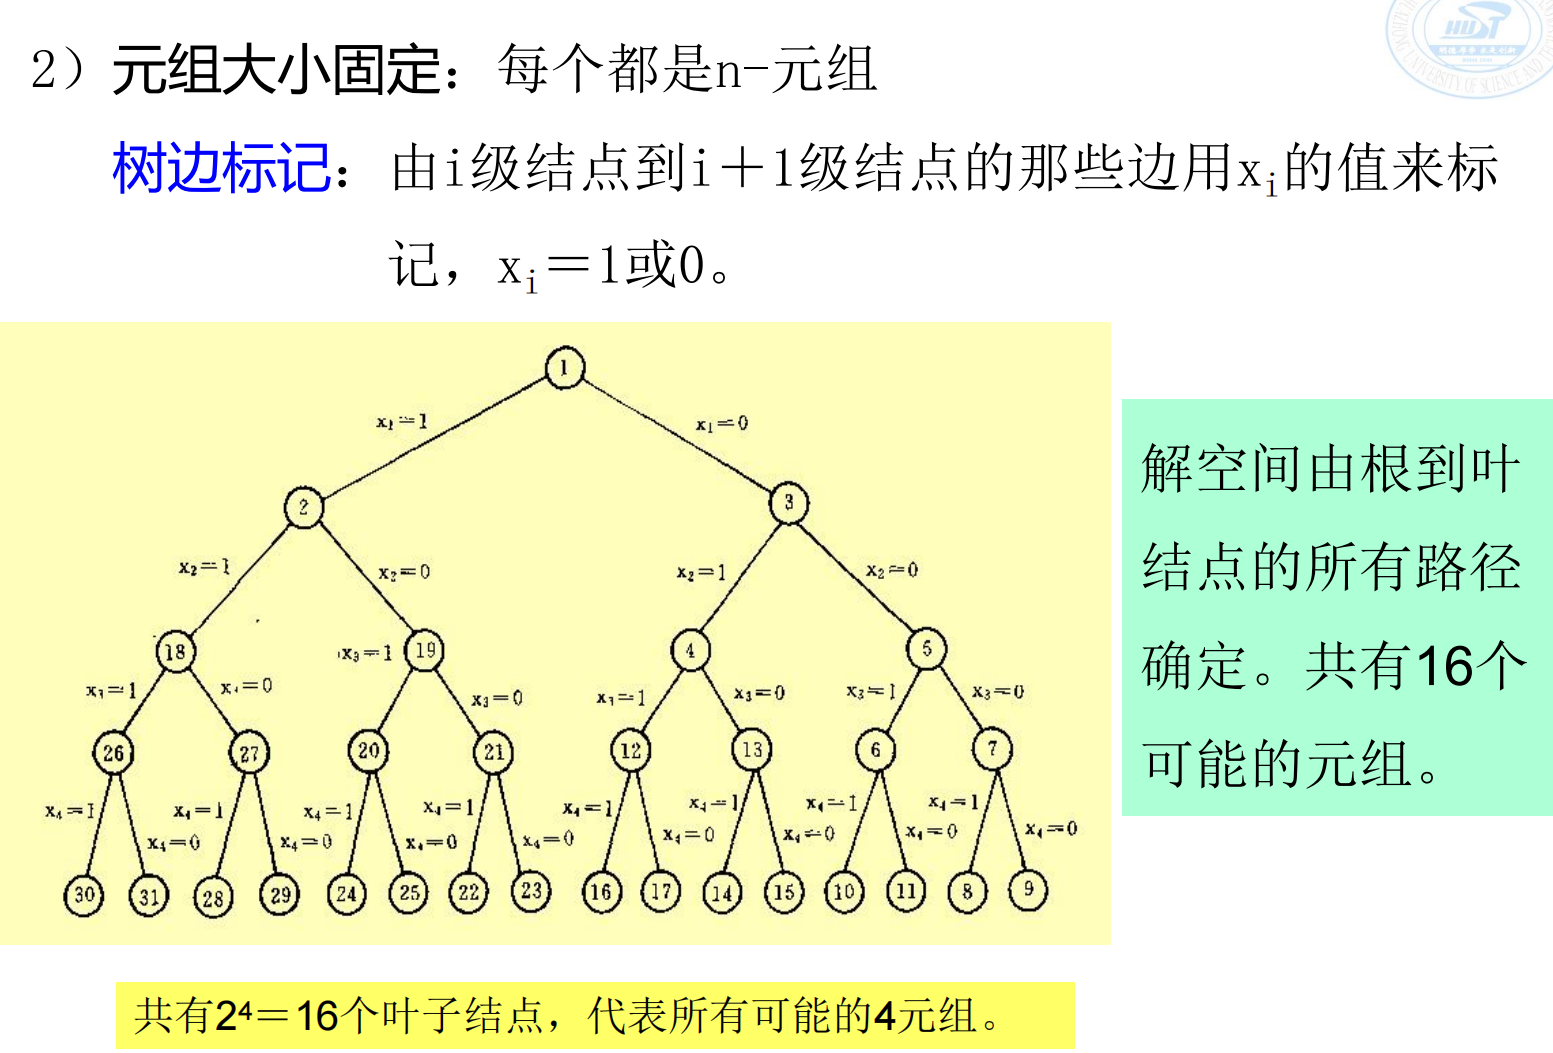 2）元组大小固定：每个都是n-元组
树边标记：由i级结点到i＋1级结点的那些边用xi的值来标
记，xi＝1或0。
1
x1=1 x1=0
2 3
x2=1 x2=0 x2=1 x2=0
18 x3=1 19 4 5
x3=1 =0 x3=0 x3=1 x3=0 x3=1 x3=0
26 27 20 21 12 13 6 7
x4=1 x4=1 x4=1 x4=1 x4=1 x4=1 x4=1 x4=1
x4=0 x4=0 x4=0 x4=0 x4=0 x4=0 x4=0 x4=0
30 31 28 29 24 25 22 23 16 17 14 15 10 11 8 9
解空间由根到叶
结点的所有路径
确定。共有16个
可能的元组。
共有2⁴＝16个叶子结点，代表所有可能的4元组。